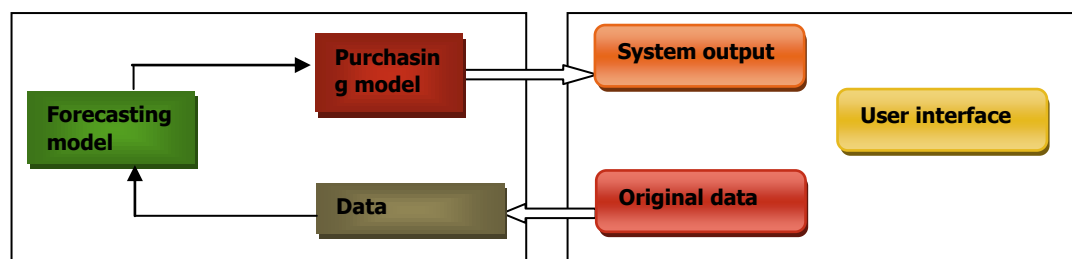 Purchasin
g model
System output
Forecasting
model
User interface
Data
Original data